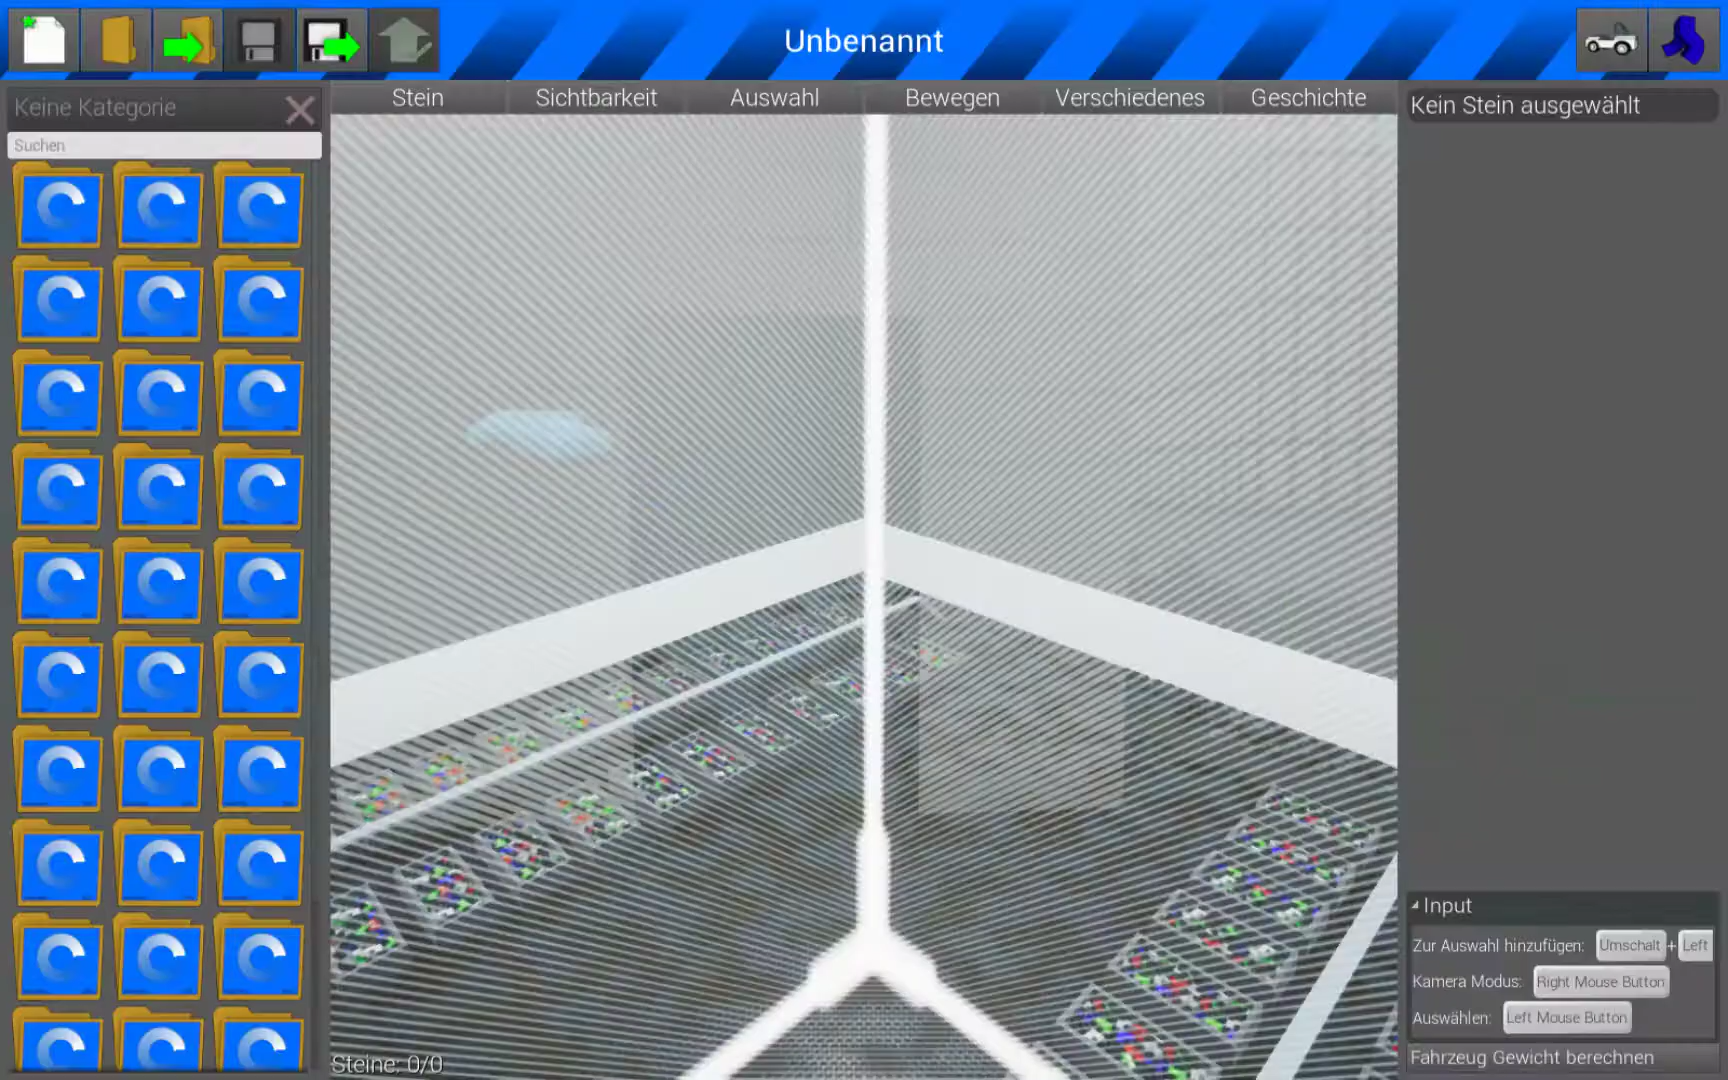 Unbenannt
Keine Kategorie
Suchen
Stein
Sichtbarkeit
Auswahl
Bewegen
Verschiedenes
Geschichte
Kein Stein ausgewählt
Steine: 0/0
Input
Zur Auswahl hinzufügen: Umschalt + Left
Kamera Modus: Right Mouse Button
Auswählen: Left Mouse Button
Fahrzeug Gewicht berechnen